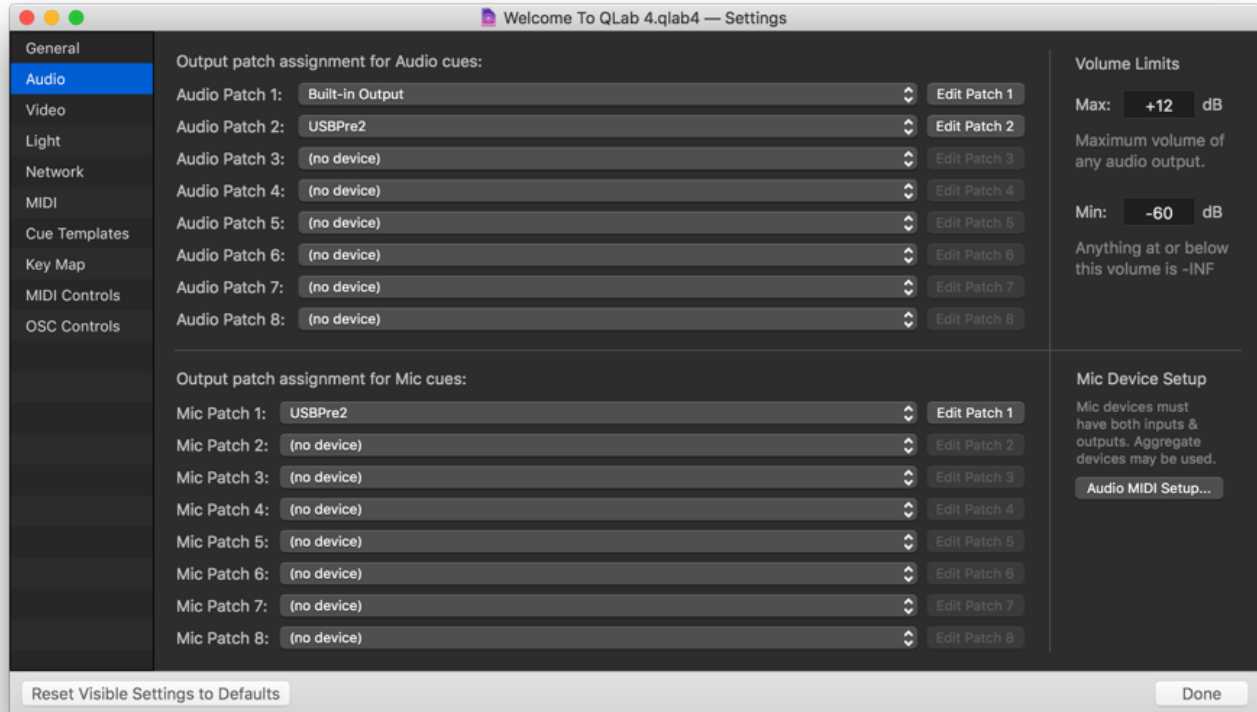 Welcome To QLab 4.qlab4 — Settings
General
Audio
Video
Light
Network
MIDI
Cue Templates
Key Map
MIDI Controls
OSC Controls
Output patch assignment for Audio cues:
Audio Patch 1: Built-in Output Edit Patch 1
Audio Patch 2: USBPre2 Edit Patch 2
Audio Patch 3: (no device) Edit Patch 3
Audio Patch 4: (no device) Edit Patch 4
Audio Patch 5: (no device) Edit Patch 5
Audio Patch 6: (no device) Edit Patch 6
Audio Patch 7: (no device) Edit Patch 7
Audio Patch 8: (no device) Edit Patch 8
Volume Limits
Max: +12 dB
Maximum volume of
any audio output.
Min: -60 dB
Anything at or below
this volume is -INF
Output patch assignment for Mic cues:
Mic Patch 1: USBPre2 Edit Patch 1
Mic Patch 2: (no device) Edit Patch 2
Mic Patch 3: (no device) Edit Patch 3
Mic Patch 4: (no device) Edit Patch 4
Mic Patch 5: (no device) Edit Patch 5
Mic Patch 6: (no device) Edit Patch 6
Mic Patch 7: (no device) Edit Patch 7
Mic Patch 8: (no device) Edit Patch 8
Mic Device Setup
Mic devices must
have both inputs &
outputs. Aggregate
devices may be used.
Audio MIDI Setup...
Reset Visible Settings to Defaults
Done